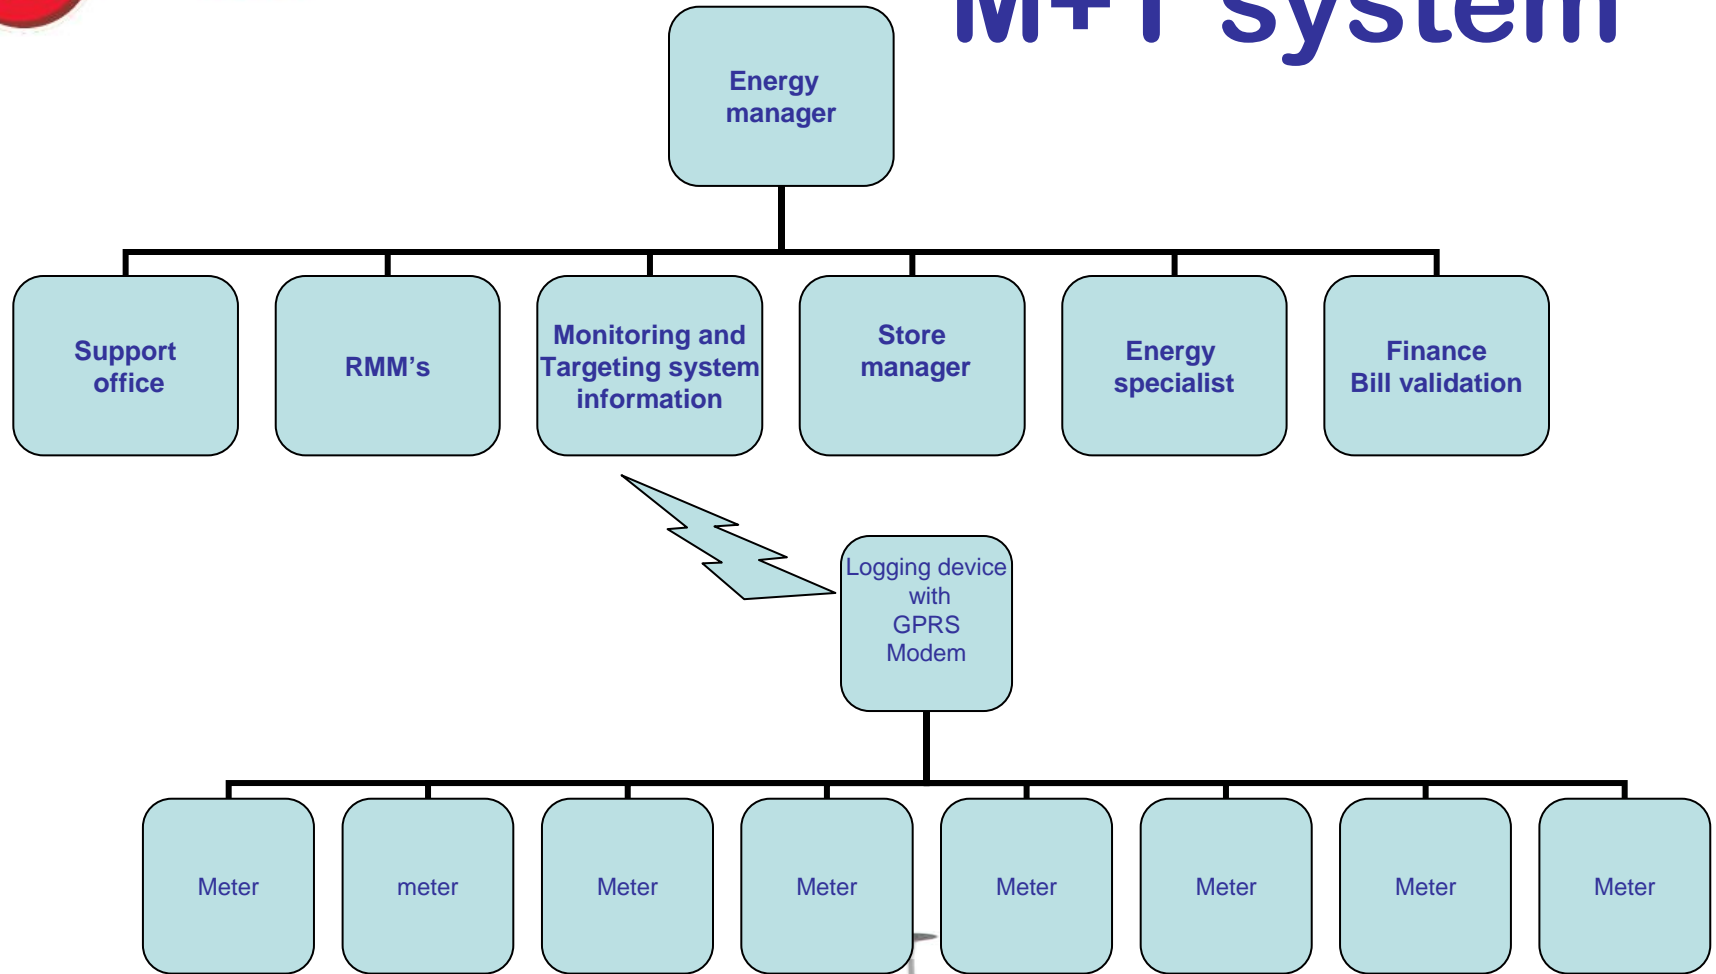 M+T system
Energy
manager
Support
office
RMM's
Monitoring and
Targeting system
information
Store
manager
Energy
specialist
Finance
Bill validation
Logging device
with
GPRS
Modem
Meter
meter
Meter
Meter
Meter
Meter
Meter
Meter